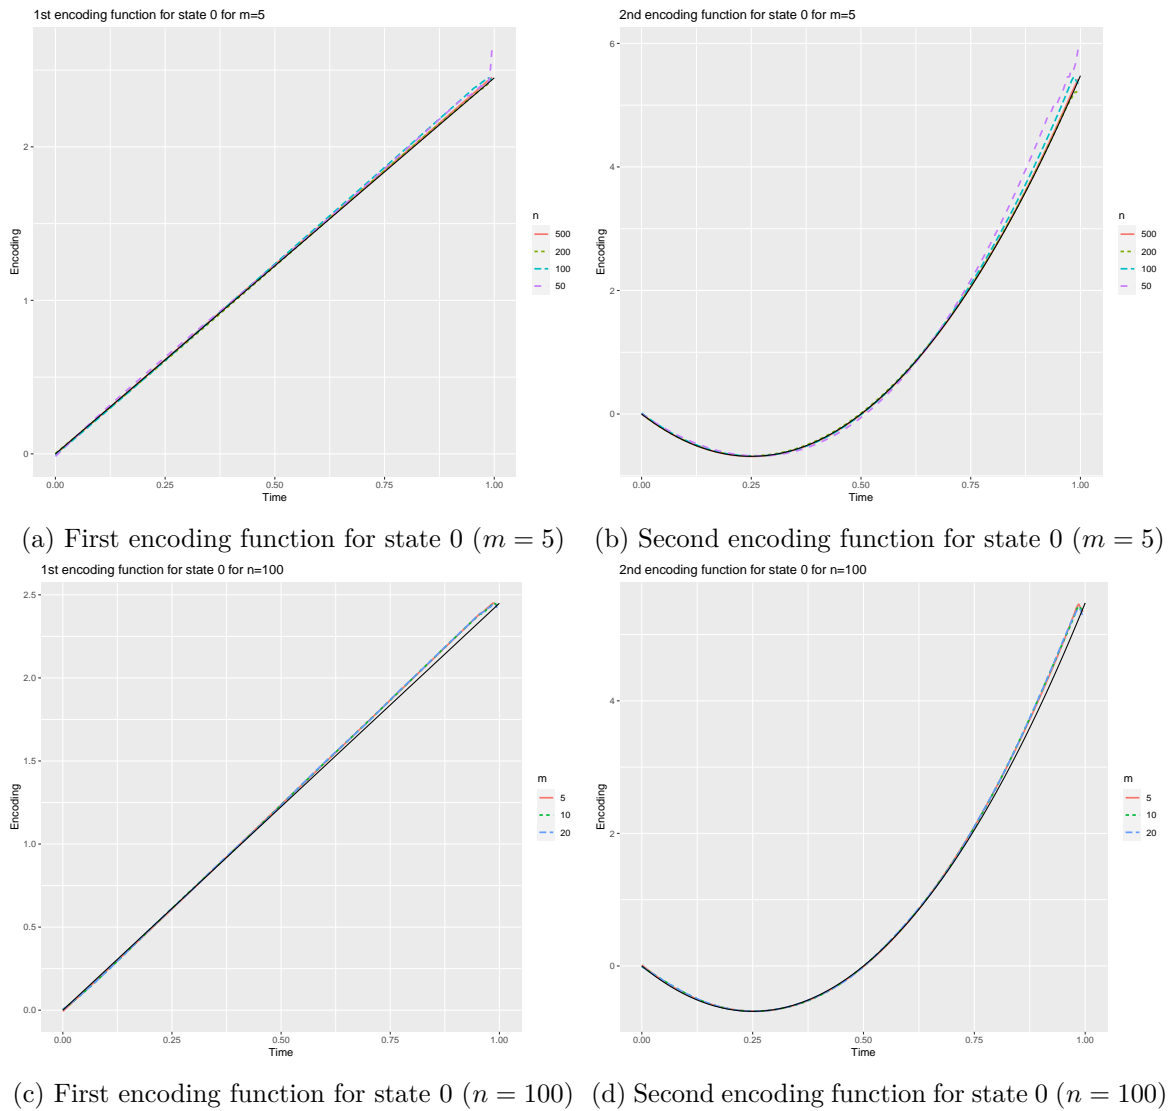 1st encoding function for state 0 for m=5
2
1
0
0.00 0.25 0.50 0.75 1.00
Time
Encoding
n
500
200
100
50
(a) First encoding function for state 0 (m = 5)
2nd encoding function for state 0 for m=5
6
4
2
0
0.00 0.25 0.50 0.75 1.00
Time
Encoding
n
500
200
100
50
(b) Second encoding function for state 0 (m = 5)
1st encoding function for state 0 for n=100
2.5
2.0
1.5
1.0
0.5
0.0
0.00 0.25 0.50 0.75 1.00
Time
Encoding
m
5
10
20
(c) First encoding function for state 0 (n = 100)
2nd encoding function for state 0 for n=100
4
2
0
0.00 0.25 0.50 0.75 1.00
Time
Encoding
m
5
10
20
(d) Second encoding function for state 0 (n = 100)